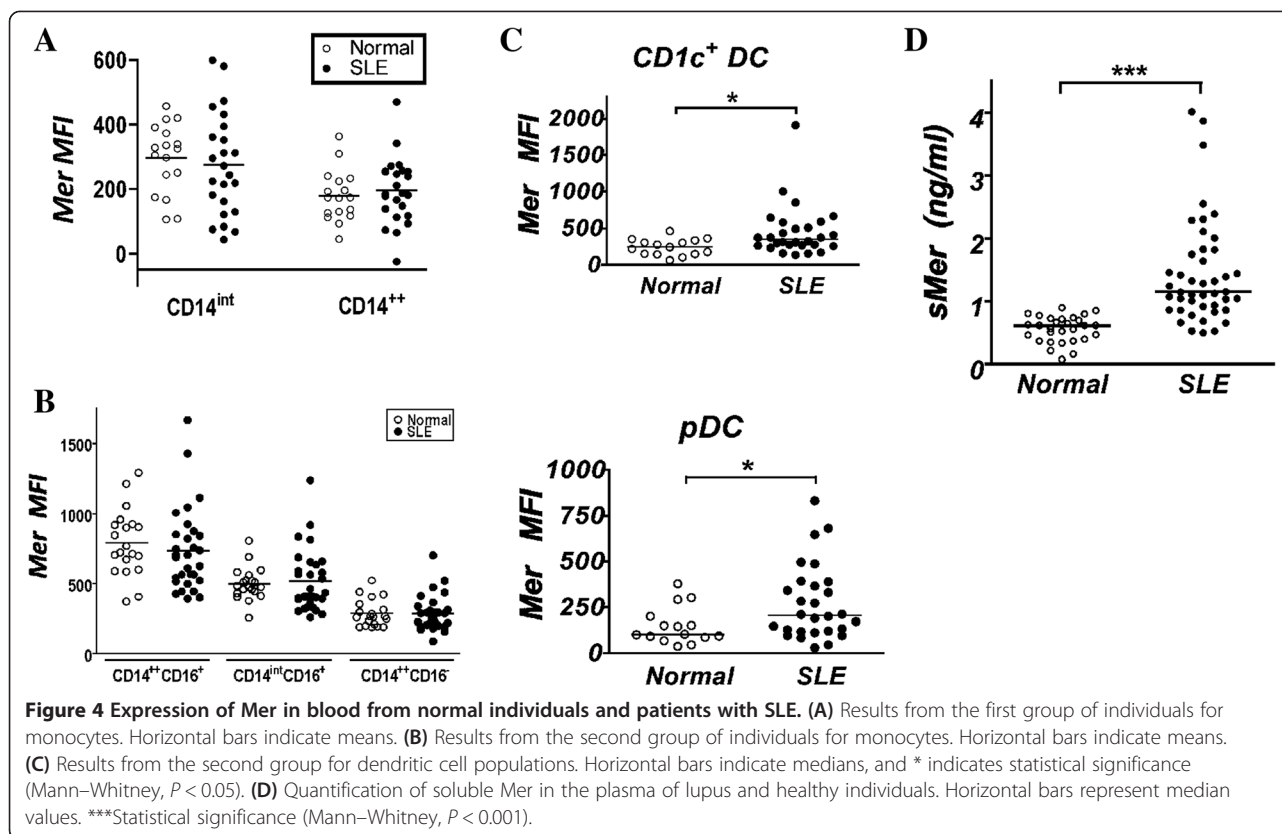 A
Normal
SLE
Mer MFI
600
400
200
0
CD14^int
CD14^++
B
Normal
SLE
Mer MFI
1500
1000
500
0
CD14^++CD16^+
CD14^intCD16^+
CD14^++CD16^-
C
CD1c^+ DC
*
Mer MFI
2000
1500
1000
500
0
Normal
SLE
pDC
*
Mer MFI
1000
750
500
250
0
Normal
SLE
D
***
sMer (ng/ml)
4
3
2
1
0
Normal
SLE
Figure 4 Expression of Mer in blood from normal individuals and patients with SLE. (A) Results from the first group of individuals for
monocytes. Horizontal bars indicate means. (B) Results from the second group of individuals for monocytes. Horizontal bars indicate means.
(C) Results from the second group for dendritic cell populations. Horizontal bars indicate medians, and * indicates statistical significance
(Mann–Whitney, P < 0.05). (D) Quantification of soluble Mer in the plasma of lupus and healthy individuals. Horizontal bars represent median
values. ***Statistical significance (Mann–Whitney, P < 0.001).